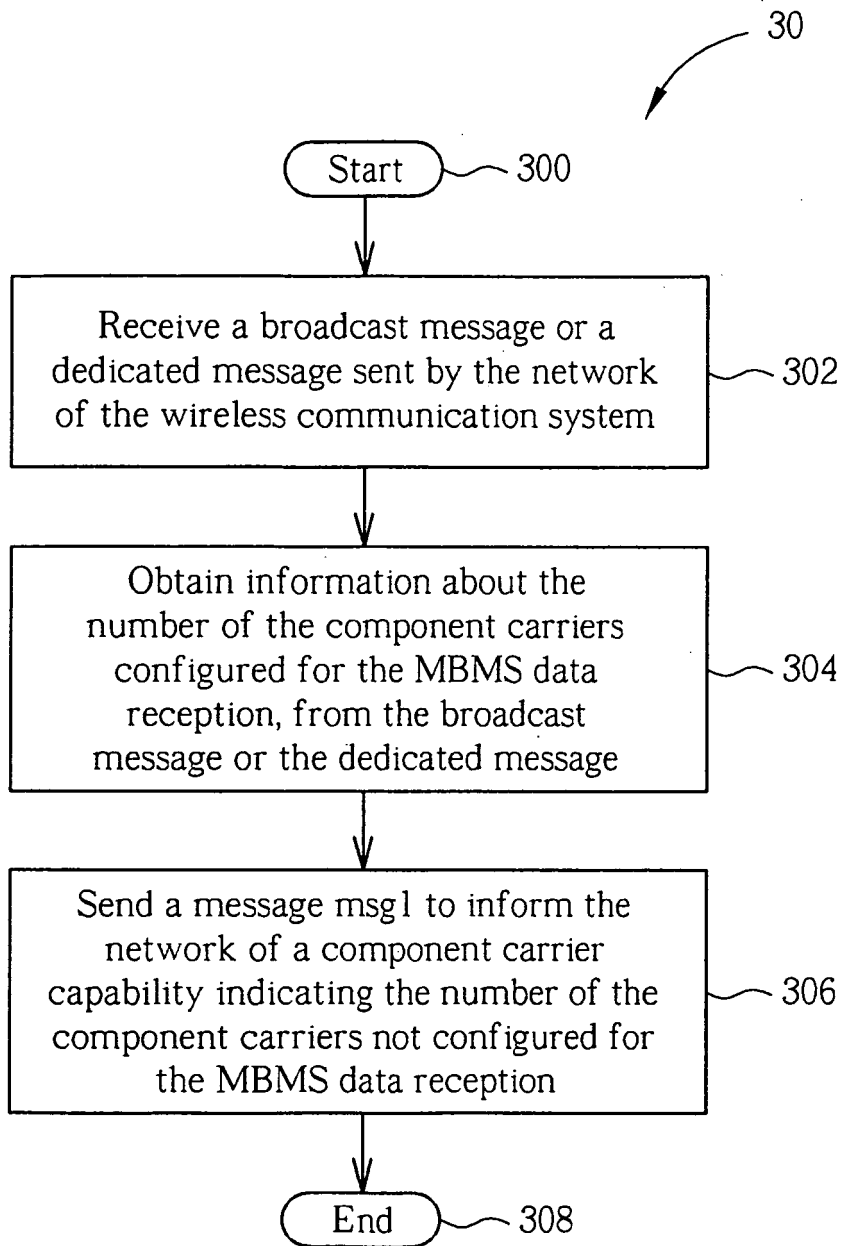 30
Start
300
Receive a broadcast message or a
dedicated message sent by the network
of the wireless communication system
302
Obtain information about the
number of the component carriers
configured for the MBMS data
reception, from the broadcast
message or the dedicated message
304
Send a message msg1 to inform the
network of a component carrier
capability indicating the number of the
component carriers not configured for
the MBMS data reception
306
End
308